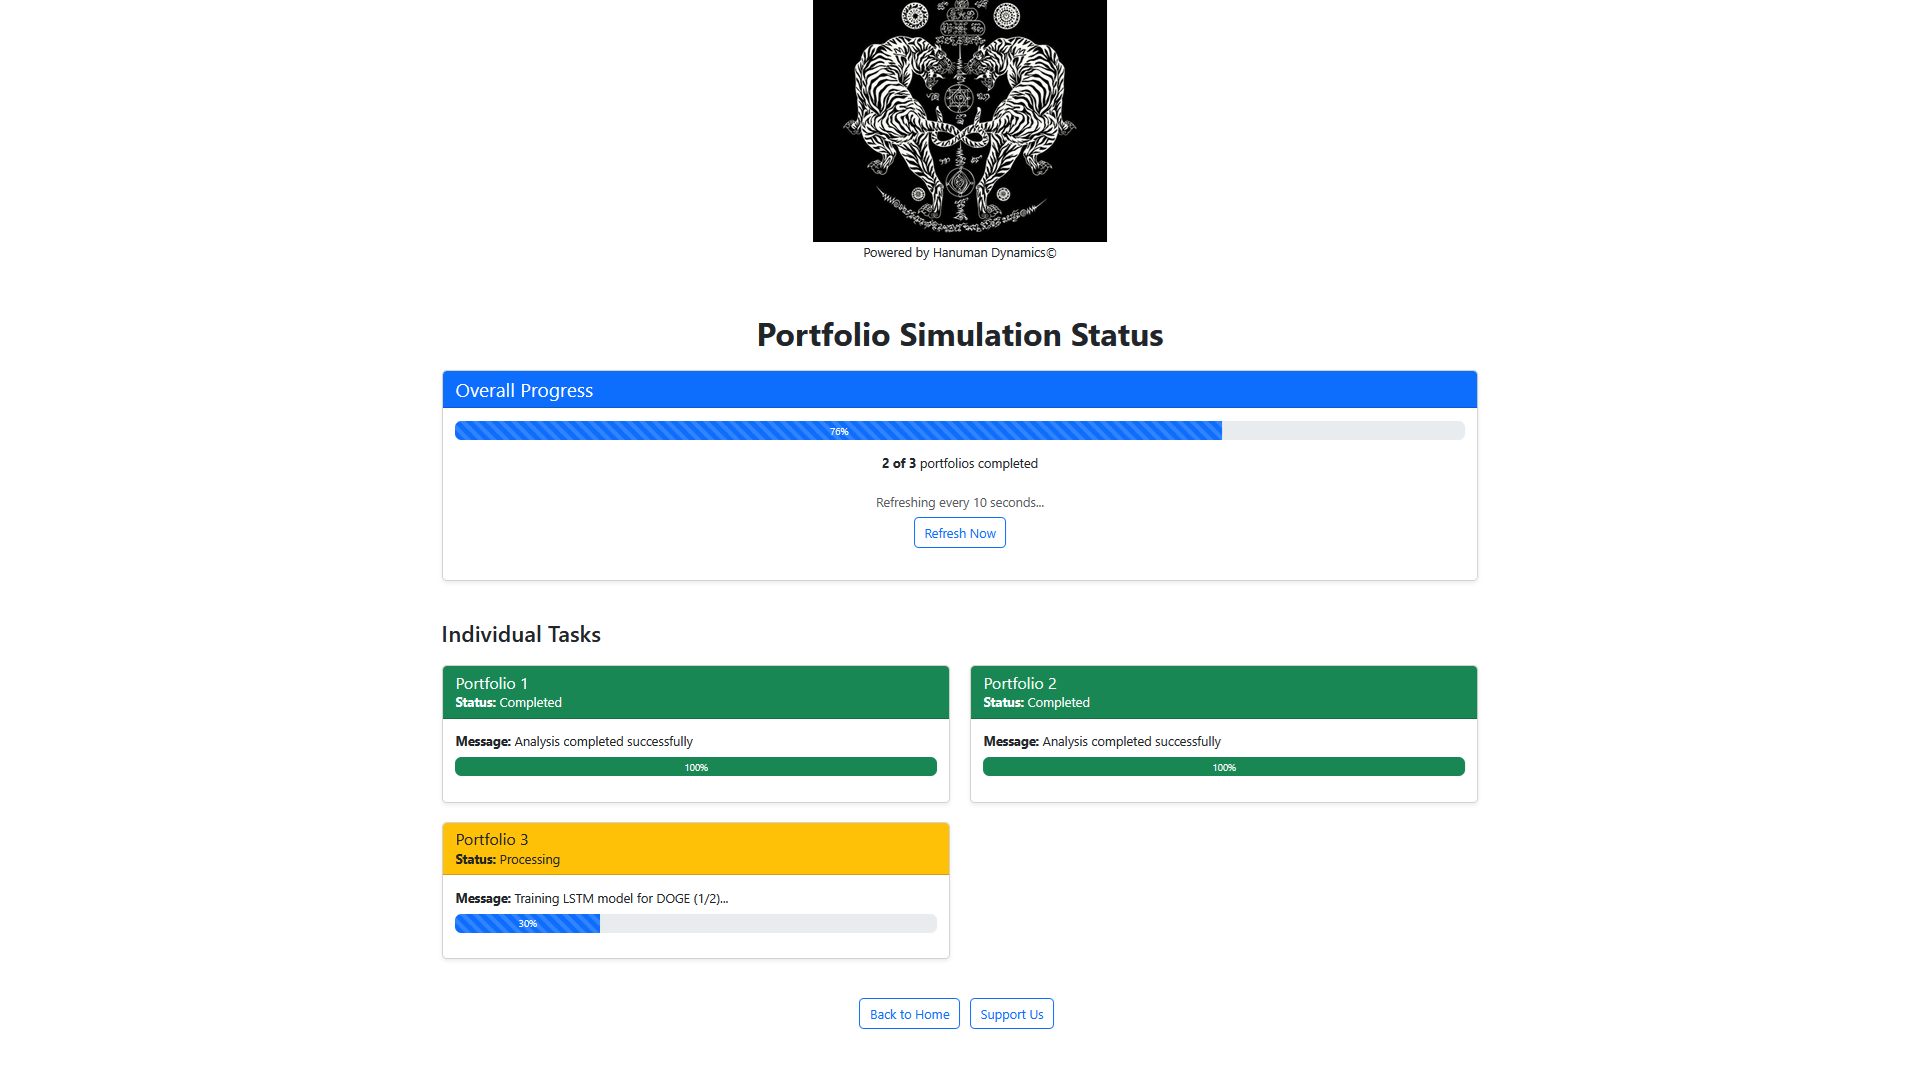 Powered by Hanuman Dynamics©
Portfolio Simulation Status
Overall Progress
76%
2 of 3 portfolios completed
Refreshing every 10 seconds...
Refresh Now
Individual Tasks
Portfolio 1
Status: Completed
Message: Analysis completed successfully
100%
Portfolio 2
Status: Completed
Message: Analysis completed successfully
100%
Portfolio 3
Status: Processing
Message: Training LSTM model for DOGE (1/2)...
30%
Back to Home
Support Us